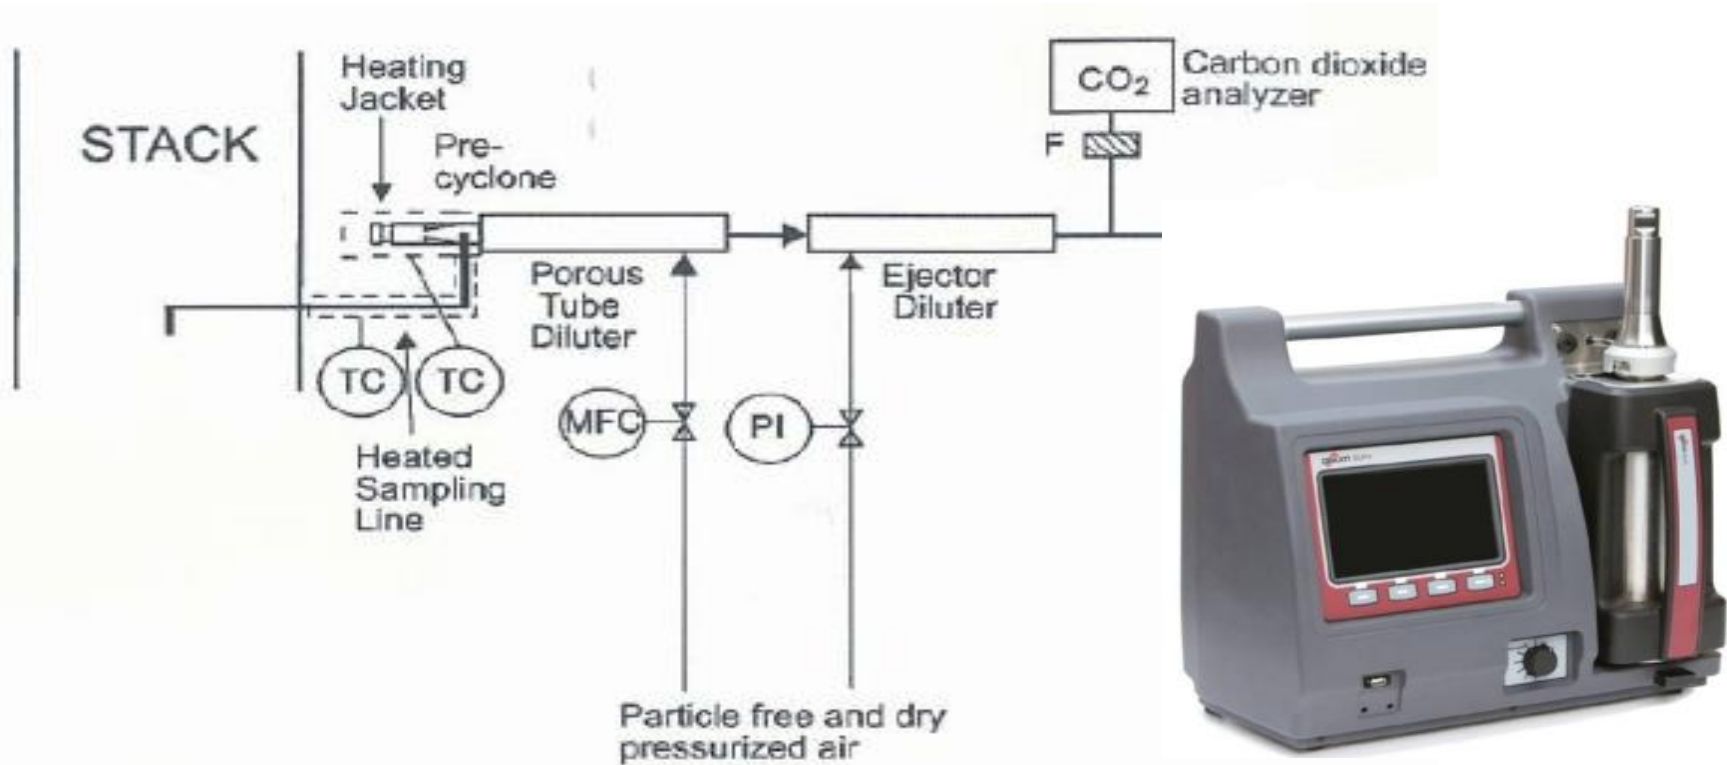 STACK
Heating
Jacket
Pre-
cyclone
CO₂
Carbon dioxide
analyzer
F
Porous
Tube
Diluter
Ejector
Diluter
TC
TC
MFC
PI
Heated
Sampling
Line
Particle free and dry
pressurized air